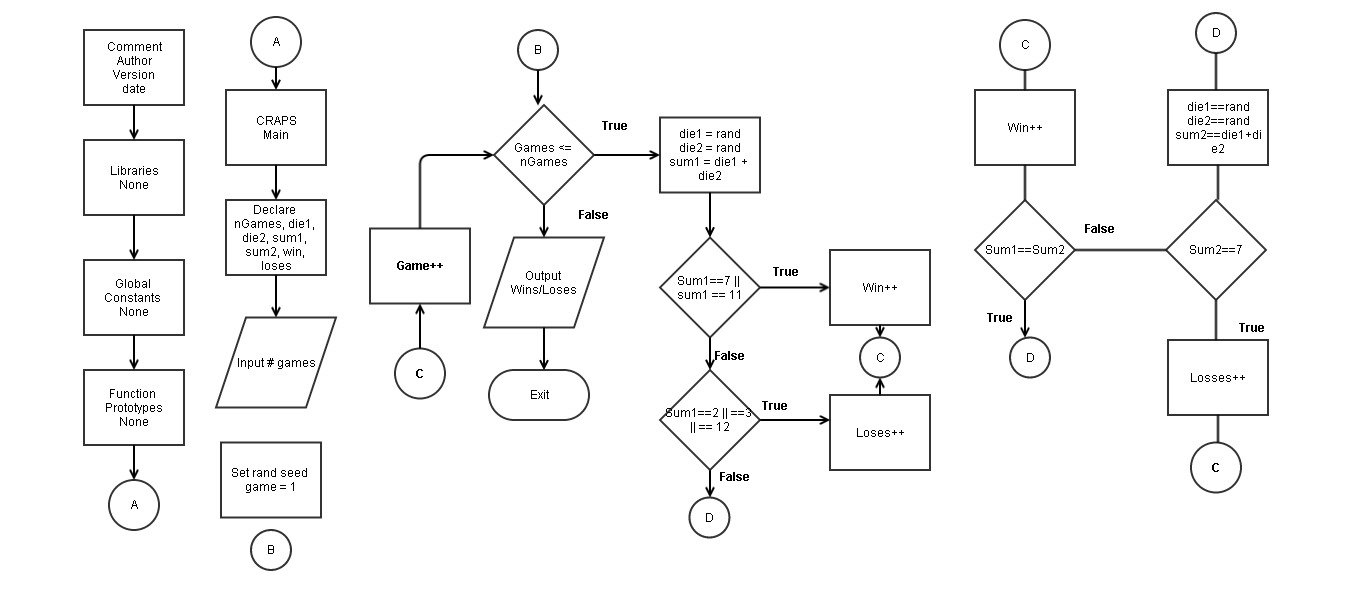 Comment
Author
Version
date
Libraries
None
Global
Constants
None
Function
Prototypes
None
A
A
CRAPS
Main
Declare
nGames, die1,
die2, sum1,
sum2, win,
loses
Input # games
Set rand seed
game = 1
B
B
Games <=
nGames
True
False
Game++
C
Output
Wins/Loses
Exit
die1 = rand
die2 = rand
sum1 = die1 +
die2
Sum1==7 ||
sum1 == 11
True
Win++
C
False
Sum1==2 || ==3
|| == 12
True
Loses++
False
D
C
Win++
Sum1==Sum2
False
True
D
D
die1==rand
die2==rand
sum2==die1+di
e2
Sum2==7
True
Losses++
C